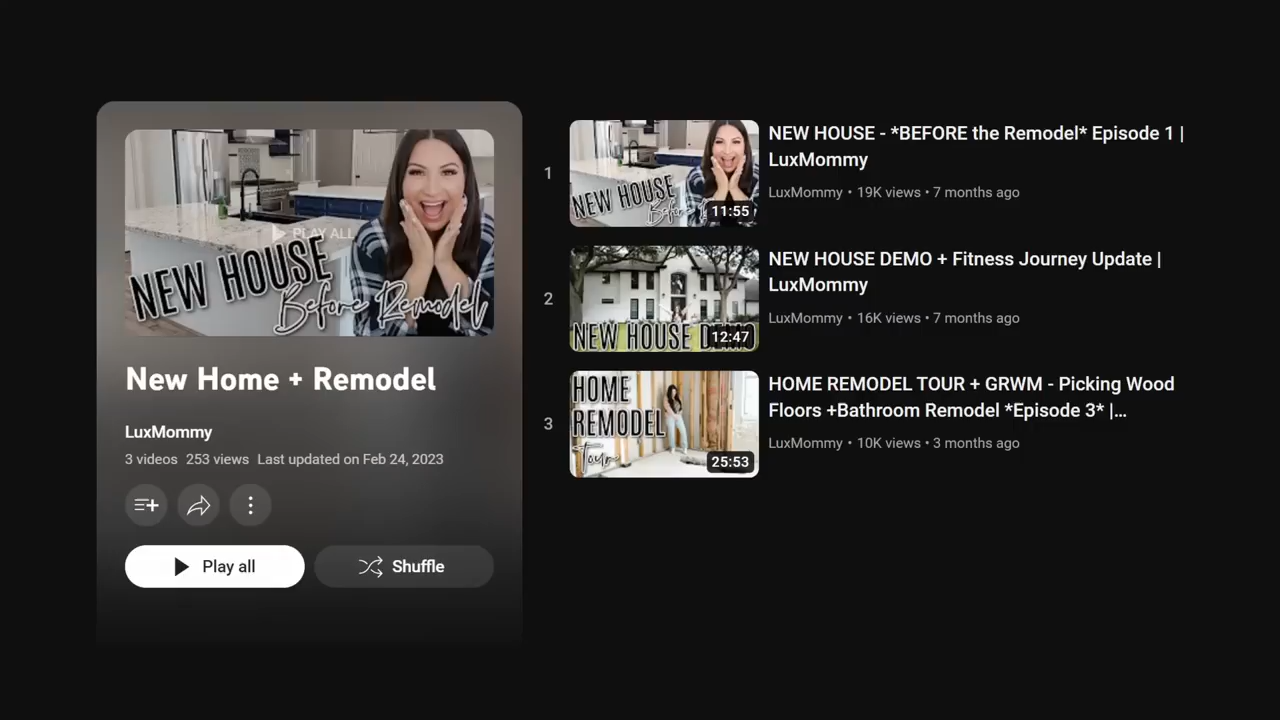 PLAY ALL
NEW HOUSE
Before Remodel
New Home + Remodel
LuxMommy
3 videos 253 views Last updated on Feb 24, 2023
Play all
Shuffle
1
NEW HOUSE
Before
11:55
NEW HOUSE - *BEFORE the Remodel* Episode 1 |
LuxMommy
LuxMommy • 19K views • 7 months ago
2
NEW HOUSE DEMO
12:47
NEW HOUSE DEMO + Fitness Journey Update |
LuxMommy
LuxMommy • 16K views • 7 months ago
3
HOME
REMODEL
Tour
25:53
HOME REMODEL TOUR + GRWM - Picking Wood
Floors +Bathroom Remodel *Episode 3* |...
LuxMommy • 10K views • 3 months ago